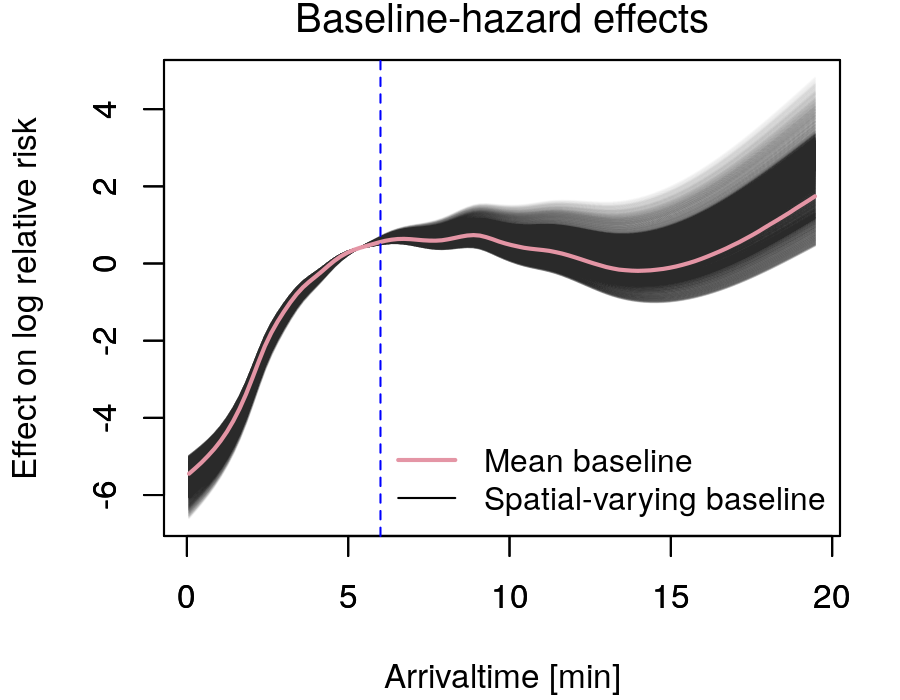 Baseline-hazard effects
Effect on log relative risk
4
2
0
-2
-4
-6
Mean baseline
Spatial-varying baseline
0 5 10 15 20
Arrivaltime [min]